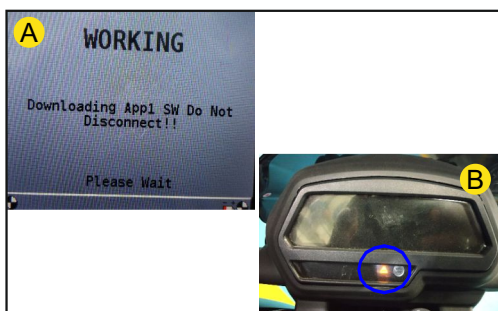 A
WORKING
Downloading App1 SW Do Not
Disconnect!!
Please Wait
B